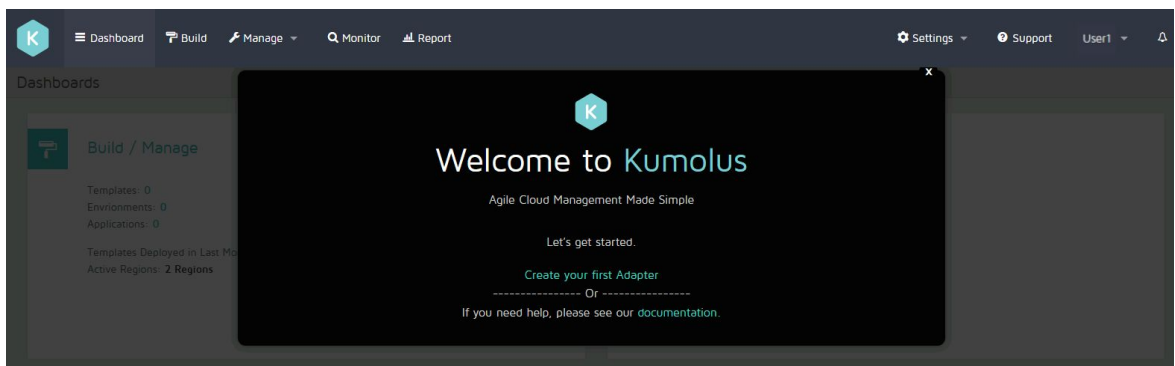 K
Dashboard Build Manage Monitor Report Settings Support User1
Dashboards
x
K
Build / Manage
Welcome to Kumolus
Templates: 0
Agile Cloud Management Made Simple
Envrionments: 0
Applications: 0
Let's get started.
Templates Deployed in Last Mo
Active Regions: 2 Regions
Create your first Adapter
---------------- Or ----------------
If you need help, please see our documentation.